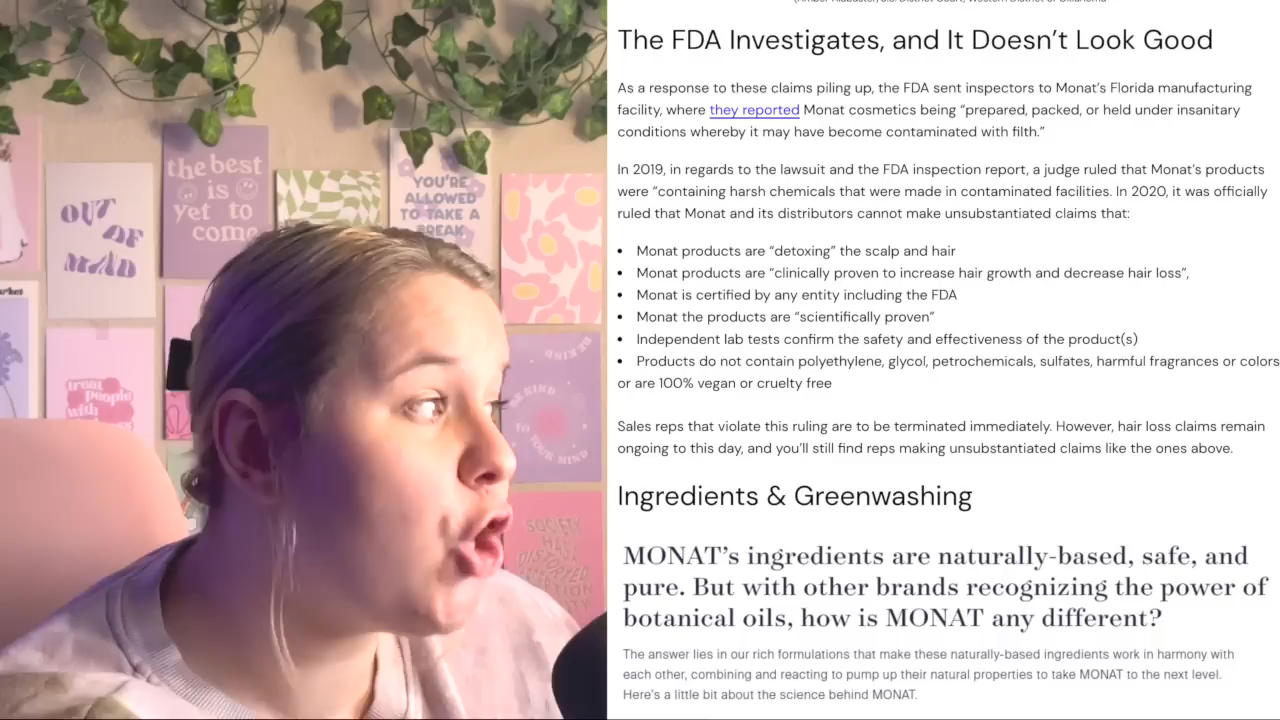 the best
is
yet to
come
OUT
OF
MAD
YOU'RE
ALLOWED
TO TAKE A
BREAK
treat
people
with
BE KIND
TO YOUR MIND
SOCIETY
HAS
The FDA Investigates, and It Doesn’t Look Good
As a response to these claims piling up, the FDA sent inspectors to Monat’s Florida manufacturing
facility, where they reported Monat cosmetics being “prepared, packed, or held under insanitary
conditions whereby it may have become contaminated with filth.”
In 2019, in regards to the lawsuit and the FDA inspection report, a judge ruled that Monat’s products
were “containing harsh chemicals that were made in contaminated facilities. In 2020, it was officially
ruled that Monat and its distributors cannot make unsubstantiated claims that:
• Monat products are “detoxing” the scalp and hair
• Monat products are “clinically proven to increase hair growth and decrease hair loss”,
• Monat is certified by any entity including the FDA
• Monat the products are “scientifically proven”
• Independent lab tests confirm the safety and effectiveness of the product(s)
• Products do not contain polyethylene, glycol, petrochemicals, sulfates, harmful fragrances or colors
or are 100% vegan or cruelty free
Sales reps that violate this ruling are to be terminated immediately. However, hair loss claims remain
ongoing to this day, and you’ll still find reps making unsubstantiated claims like the ones above.
Ingredients & Greenwashing
MONAT’s ingredients are naturally-based, safe, and
pure. But with other brands recognizing the power of
botanical oils, how is MONAT any different?
The answer lies in our rich formulations that make these naturally-based ingredients work in harmony with
each other, combining and reacting to pump up their natural properties to take MONAT to the next level.
Here’s a little bit about the science behind MONAT.